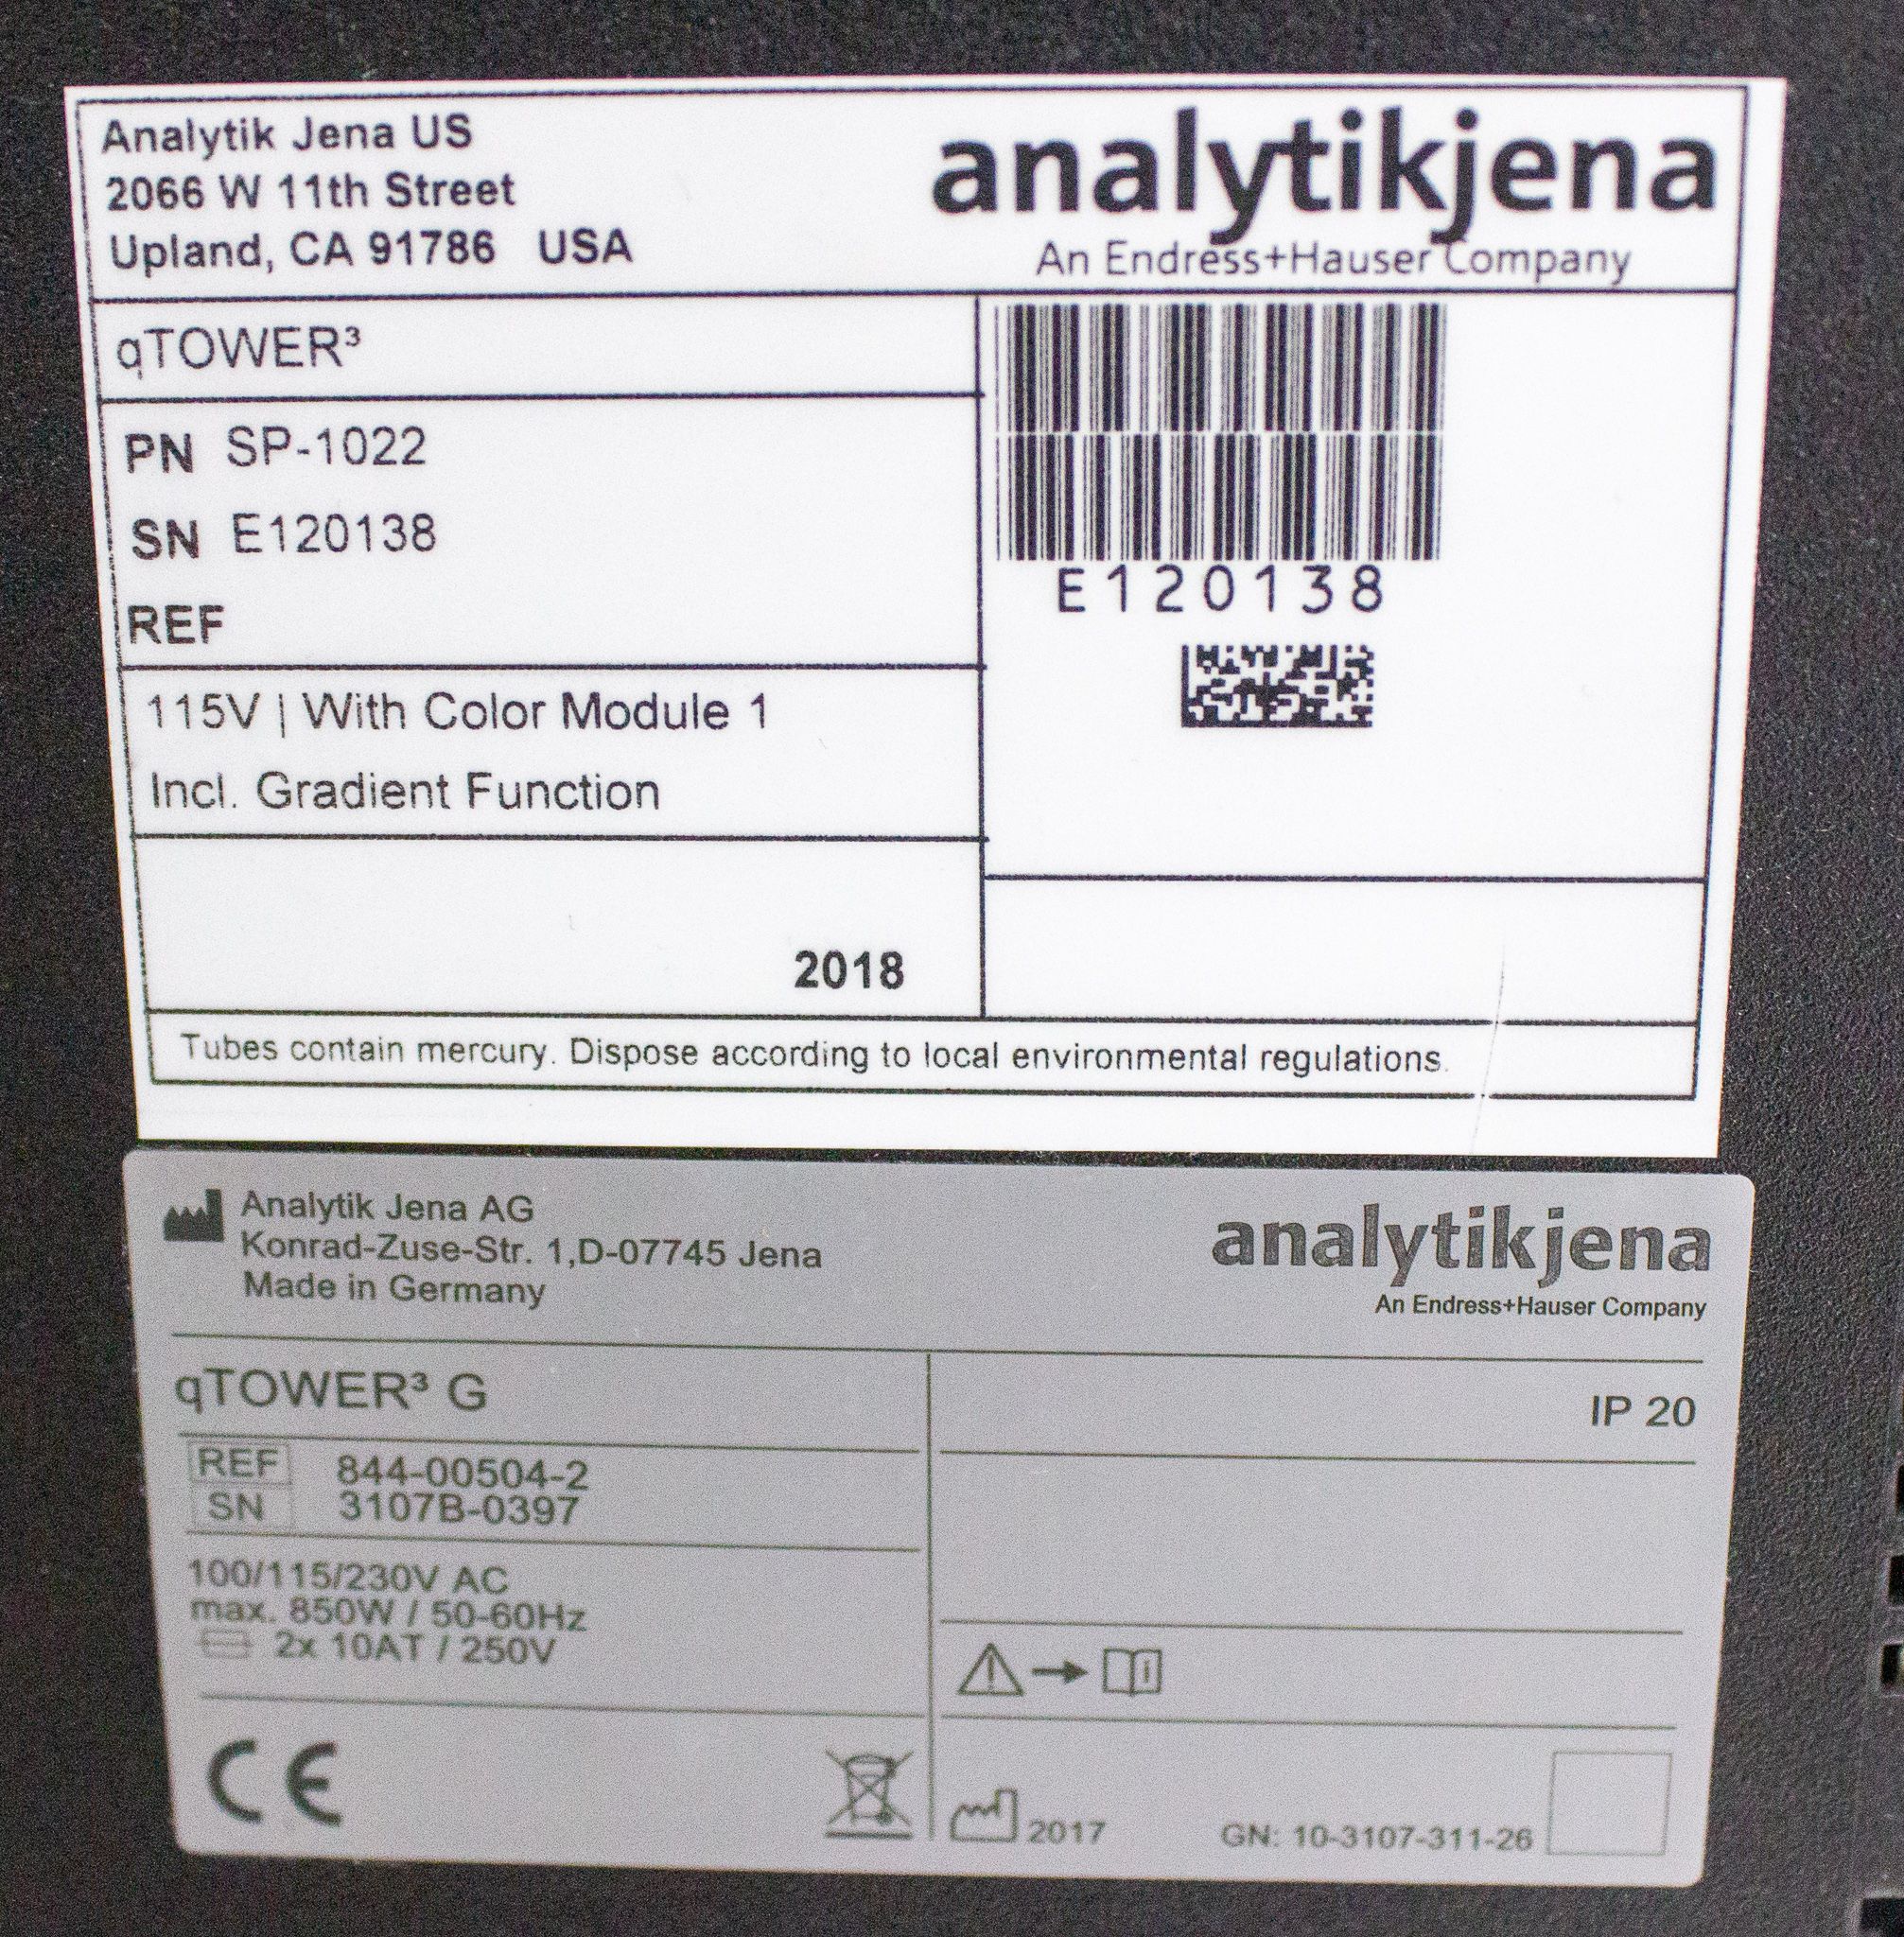 Analytik Jena US
2066 W 11th Street
Upland, CA 91786 USA
analytikjena
An Endress+Hauser Company
qTOWER³
PN SP-1022
SN E120138
REF
115V | With Color Module 1
Incl. Gradient Function
2018
E120138
Tubes contain mercury. Dispose according to local environmental regulations.
Analytik Jena AG
Konrad-Zuse-Str. 1,D-07745 Jena
Made in Germany
analytikjena
An Endress+Hauser Company
qTOWER³ G
IP 20
REF 844-00504-2
SN 3107B-0397
100/115/230V AC
max. 850W / 50-60Hz
2x 10AT / 250V
CE
2017
GN: 10-3107-311-26